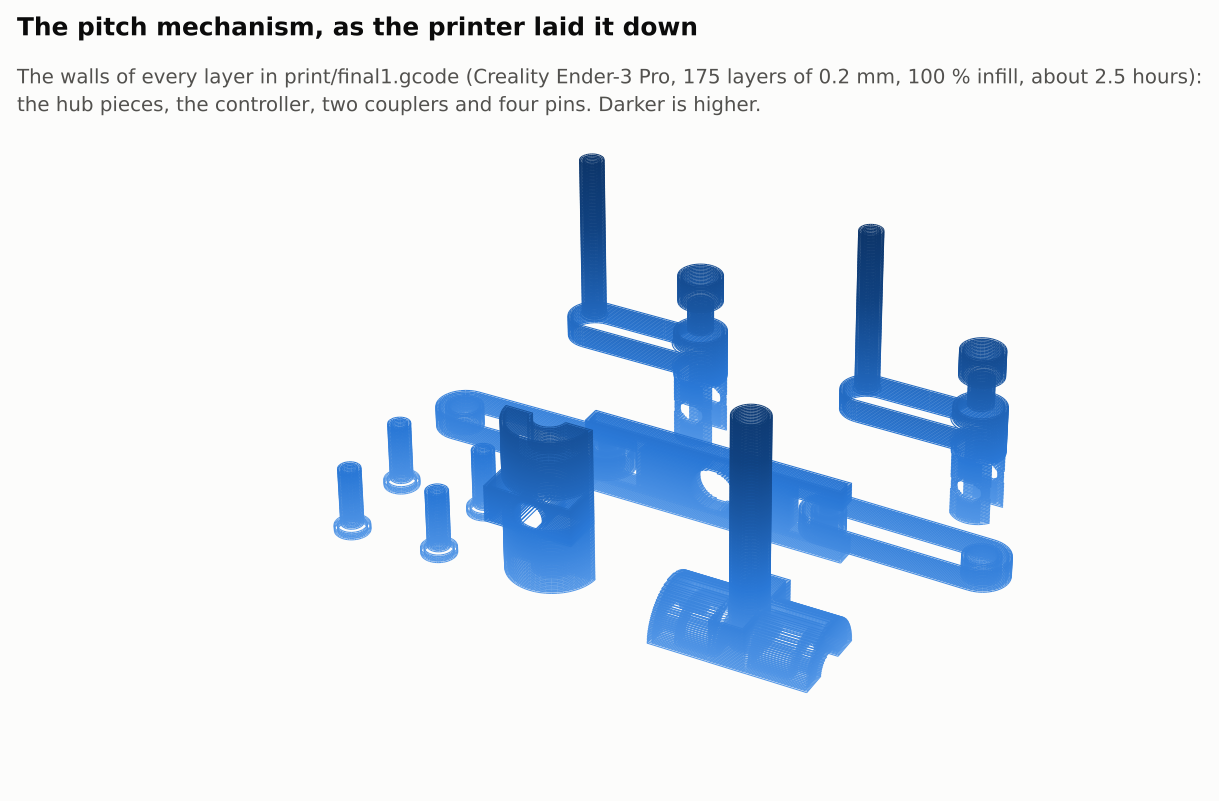 The pitch mechanism, as the printer laid it down
The walls of every layer in print/final1.gcode (Creality Ender-3 Pro, 175 layers of 0.2 mm, 100 % infill, about 2.5 hours):
the hub pieces, the controller, two couplers and four pins. Darker is higher.